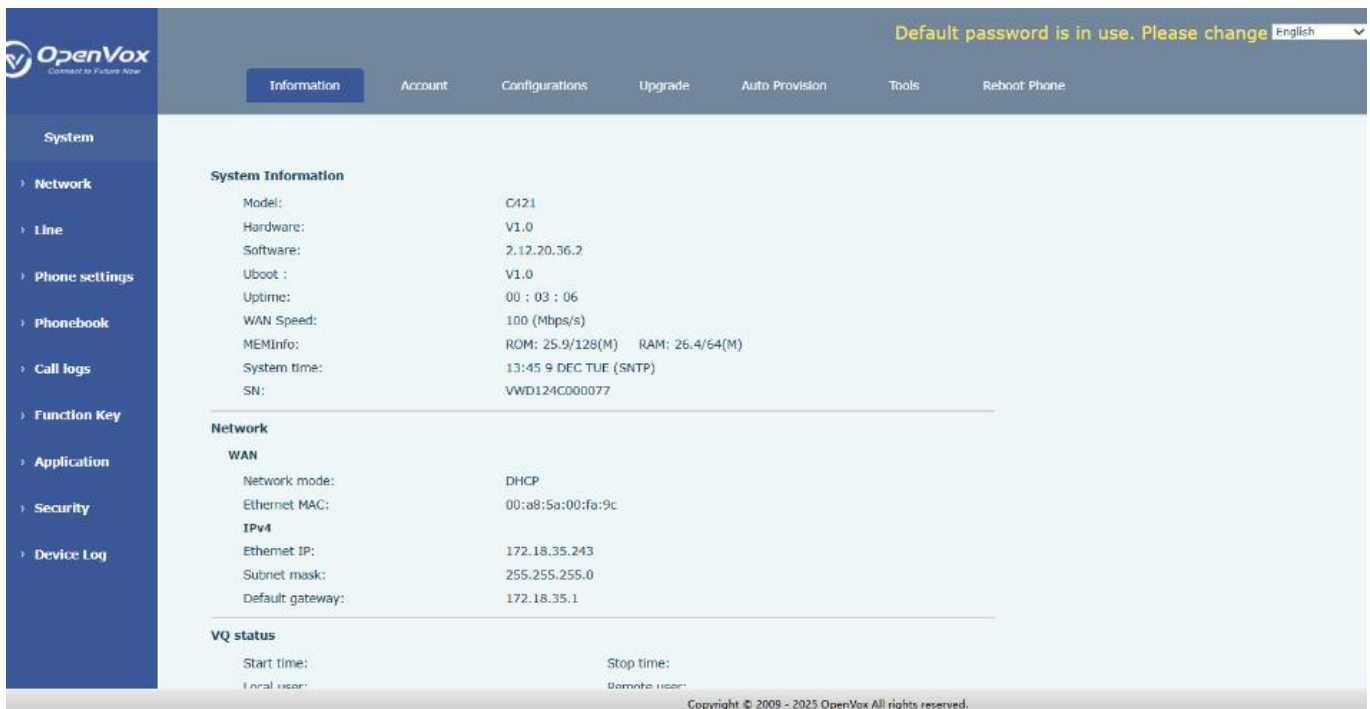 OpenVox
Connect to Future Now
Default password is in use. Please change English
Information Account Configurations Upgrade Auto Provision Tools Reboot Phone
System
› Network
› Line
› Phone settings
› Phonebook
› Call logs
› Function Key
› Application
› Security
› Device Log
System Information
Model: C421
Hardware: V1.0
Software: 2.12.20.36.2
Uboot : V1.0
Uptime: 00 : 03 : 06
WAN Speed: 100 (Mbps/s)
MEMInfo: ROM: 25.9/128(M) RAM: 26.4/64(M)
System time: 13:45 9 DEC TUE (SNTP)
SN: VWD124C000077
Network
WAN
Network mode: DHCP
Ethernet MAC: 00:a8:5a:00:fa:9c
IPv4
Ethernet IP: 172.18.35.243
Subnet mask: 255.255.255.0
Default gateway: 172.18.35.1
VQ status
Start time: Stop time:
Local user: Remote user:
Copyright © 2009 - 2025 OpenVox All rights reserved.